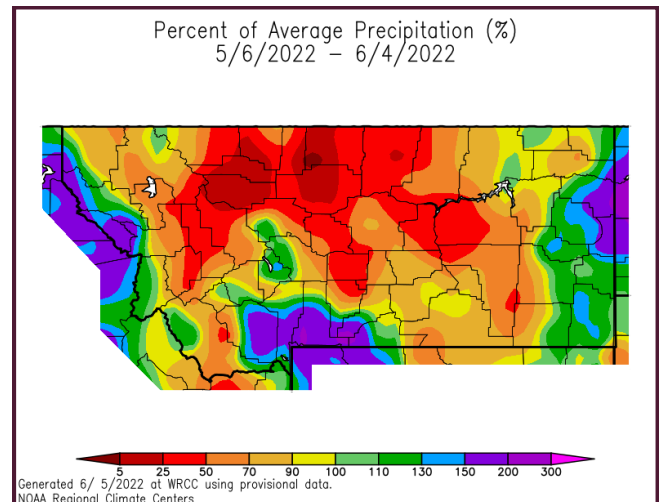 Percent of Average Precipitation (%)
5/6/2022 – 6/4/2022
5 25 50 70 90 100 110 130 150 200 300
Generated 6/ 5/2022 at WRCC using provisional data.
NOAA Regional Climate Centers